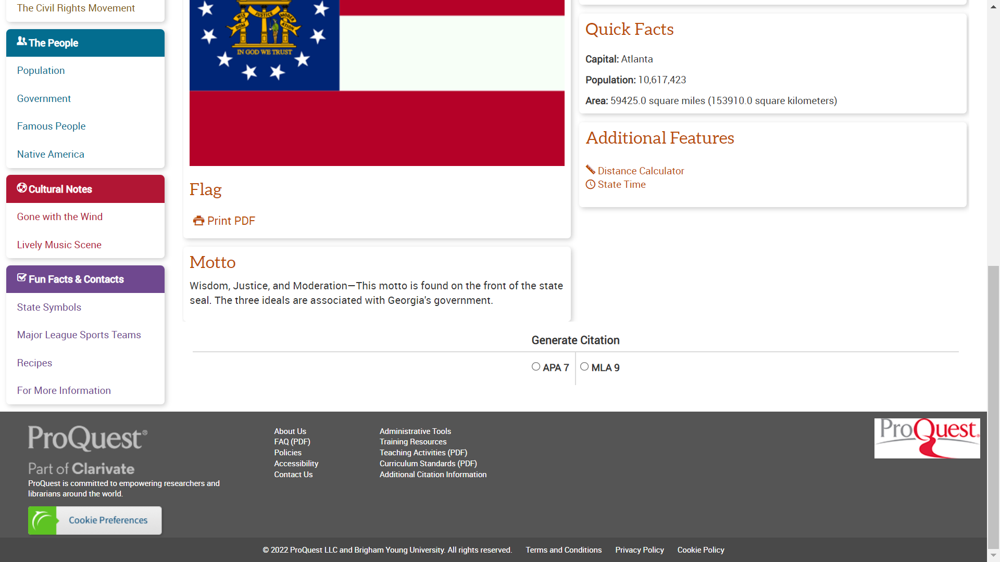 The Civil Rights Movement
The People
Population
Government
Famous People
Native America
Cultural Notes
Gone with the Wind
Lively Music Scene
Fun Facts & Contacts
State Symbols
Major League Sports Teams
Recipes
For More Information
WISDOM JUSTICE MODERATION
IN GOD WE TRUST
Flag
Print PDF
Motto
Wisdom, Justice, and Moderation—This motto is found on the front of the state
seal. The three ideals are associated with Georgia's government.
Quick Facts
Capital: Atlanta
Population: 10,617,423
Area: 59425.0 square miles (153910.0 square kilometers)
Additional Features
Distance Calculator
State Time
Generate Citation
APA 7
MLA 9
ProQuest®
Part of Clarivate
ProQuest is committed to empowering researchers and
librarians around the world.
Cookie Preferences
About Us
FAQ (PDF)
Policies
Accessibility
Contact Us
Administrative Tools
Training Resources
Teaching Activities (PDF)
Curriculum Standards (PDF)
Additional Citation Information
ProQuest®
© 2022 ProQuest LLC and Brigham Young University. All rights reserved. Terms and Conditions Privacy Policy Cookie Policy